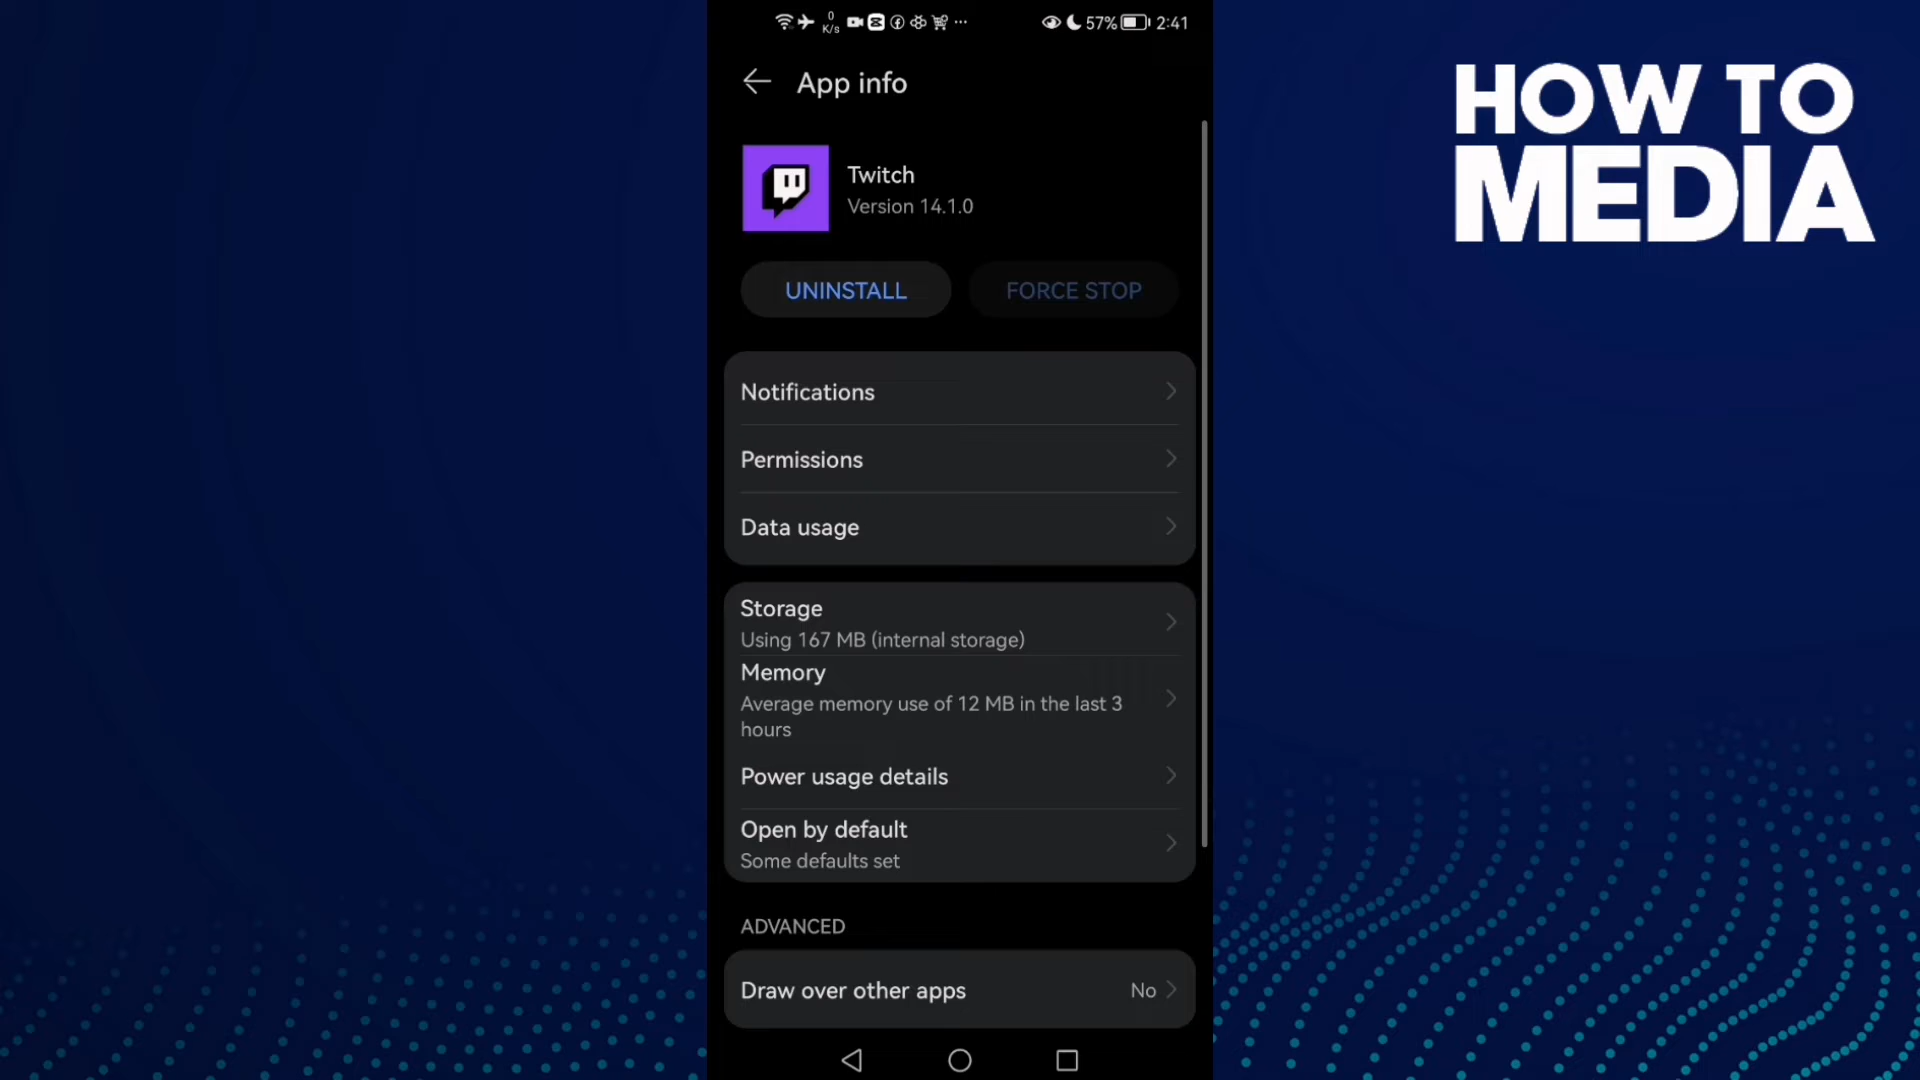 0
K/s
57%
2:41
App info
HOW TO
MEDIA
Twitch
Version 14.1.0
UNINSTALL
FORCE STOP
Notifications
Permissions
Data usage
Storage
Using 167 MB (internal storage)
Memory
Average memory use of 12 MB in the last 3
hours
Power usage details
Open by default
Some defaults set
ADVANCED
Draw over other apps
No